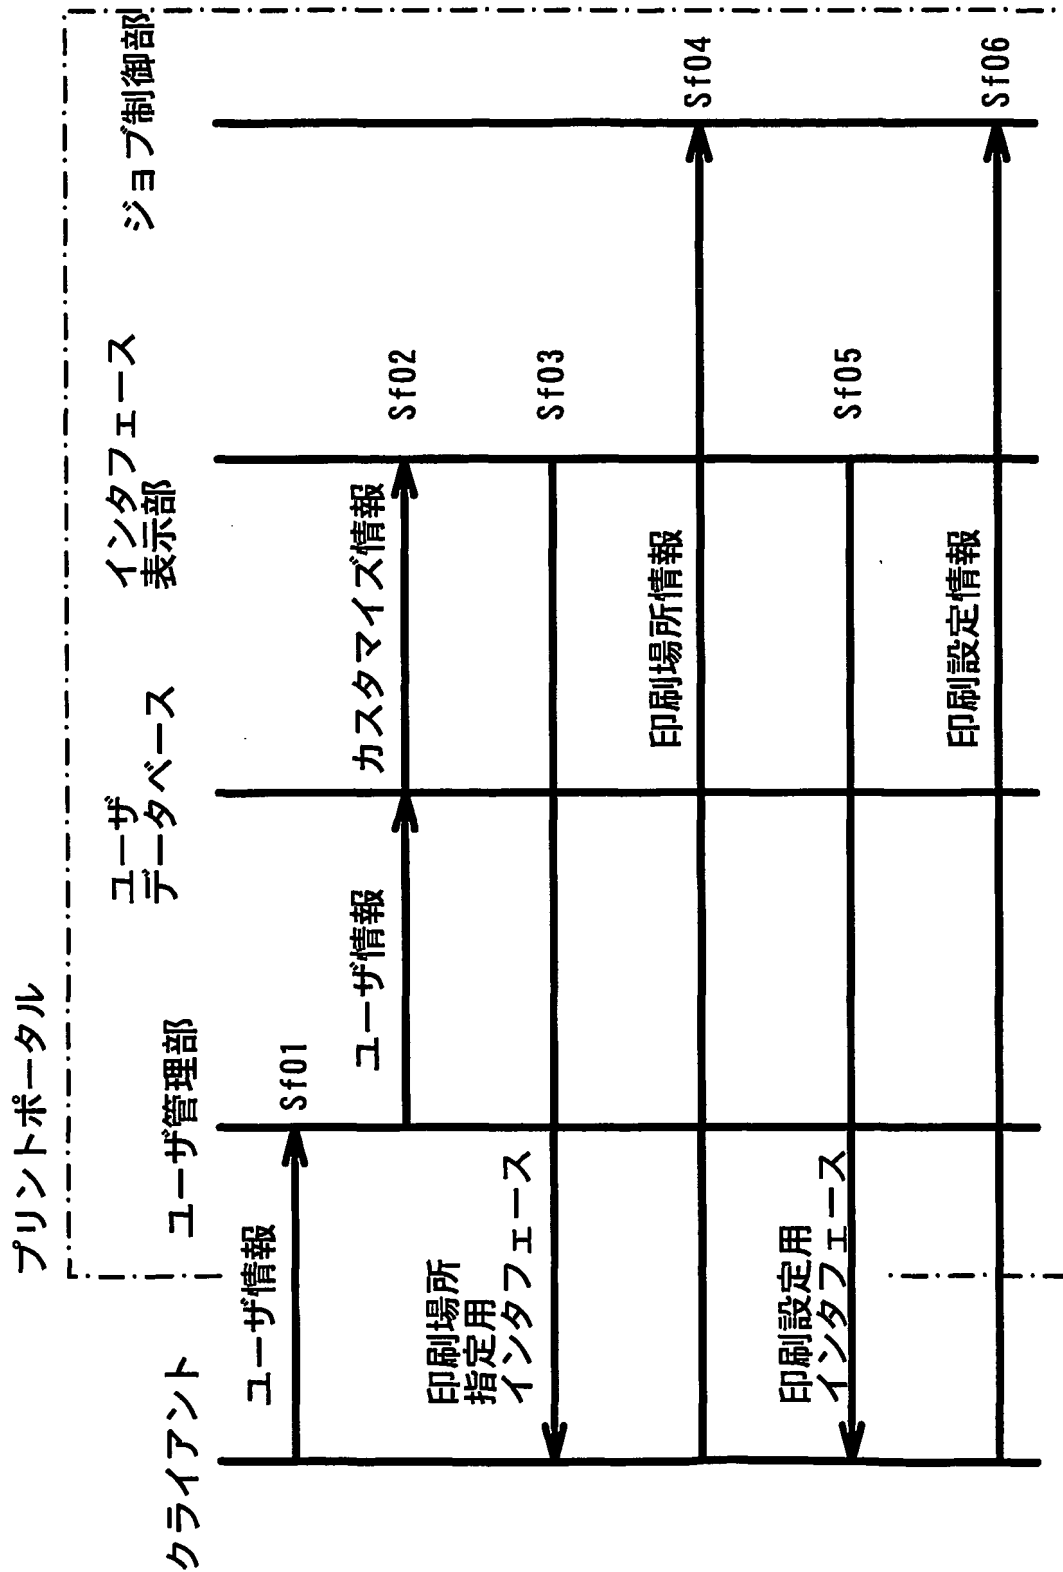 プリントポータル
クライアント
ユーザ管理部
ユーザ
データベース
インタフェース
表示部
ジョブ制御部
ユーザ情報
Sf01
ユーザ情報
カスタマイズ情報
Sf02
印刷場所
指定用
インタフェース
Sf03
印刷場所情報
Sf04
印刷設定用
インタフェース
Sf05
印刷設定情報
Sf06